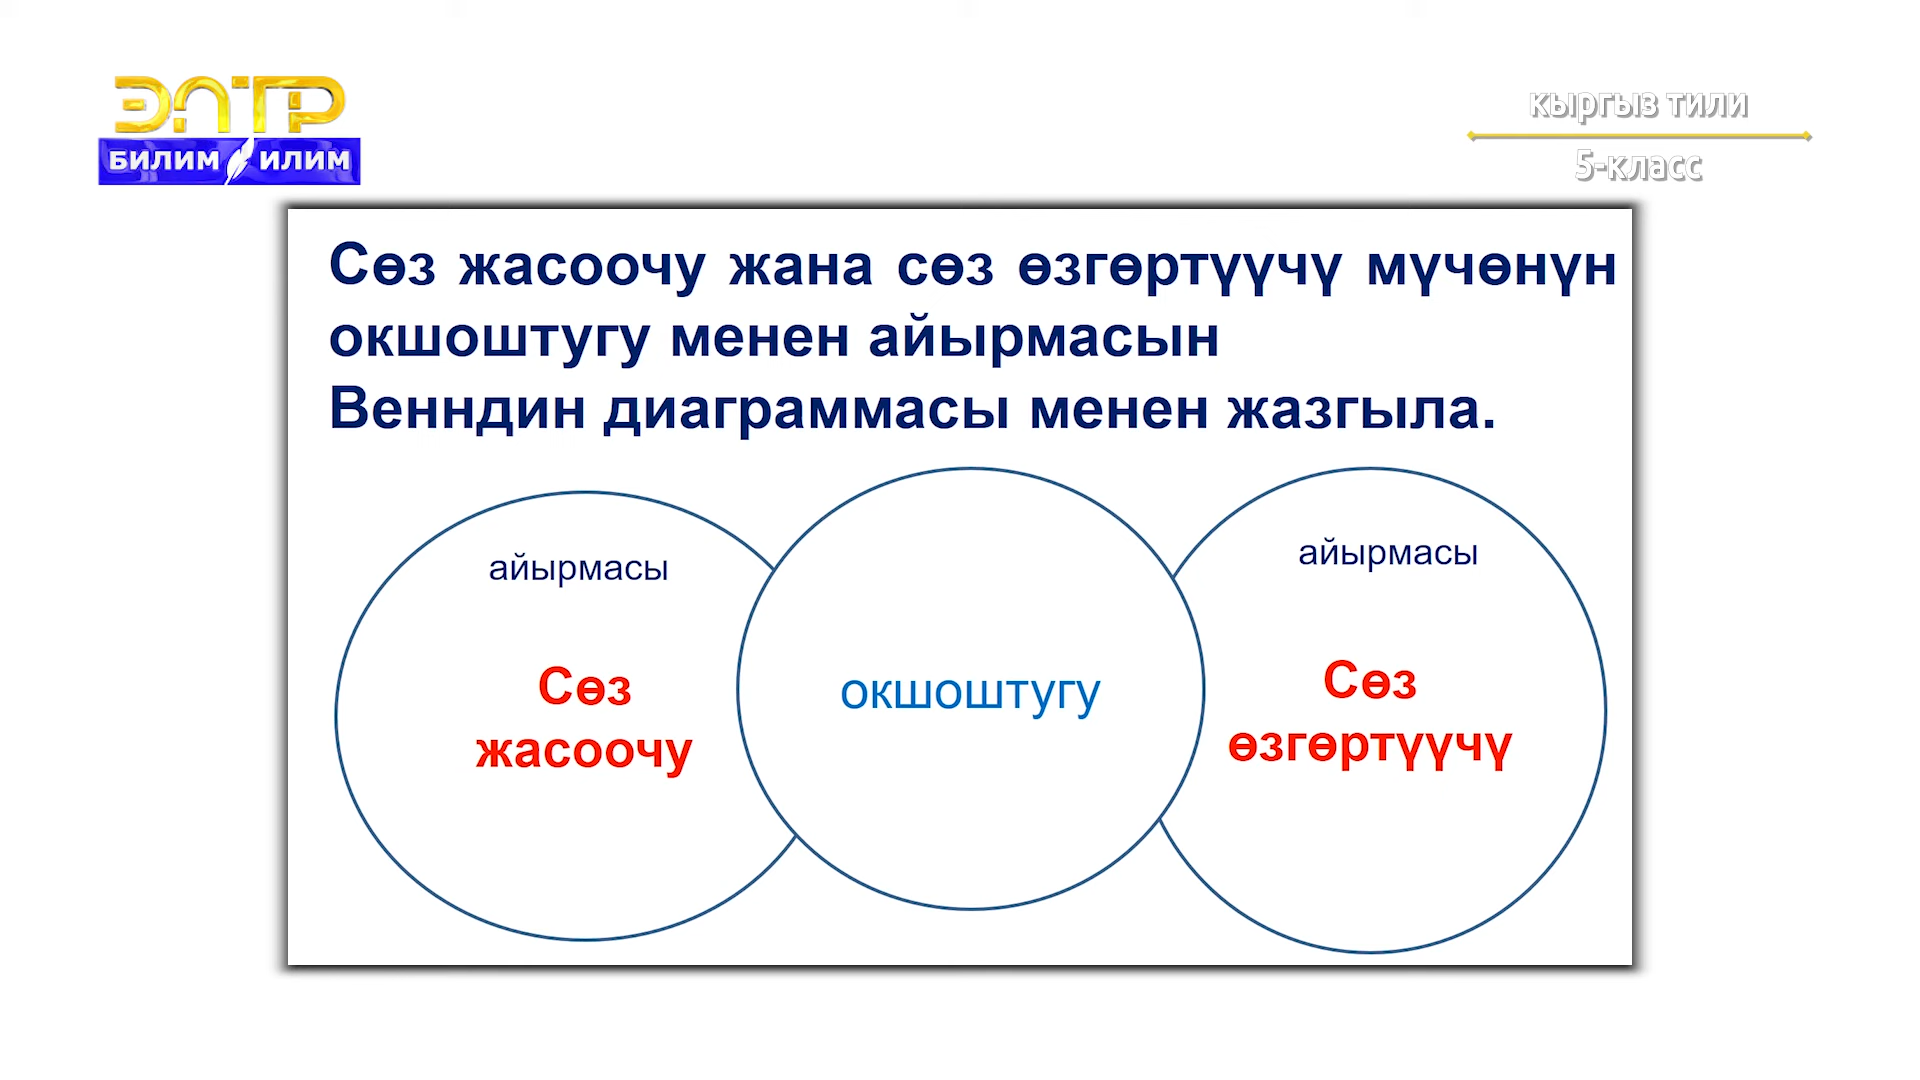 ЭЛТР
БИЛИМ ИЛИМ
кыргыз тили
5-класс
Сөз жасоочу жана сөз өзгөртүүчү мүчөнүн
окшоштугу менен айырмасын
Венндин диаграммасы менен жазгыла.
айырмасы
Сөз
жасоочу
окшоштугу
айырмасы
Сөз
өзгөртүүчү